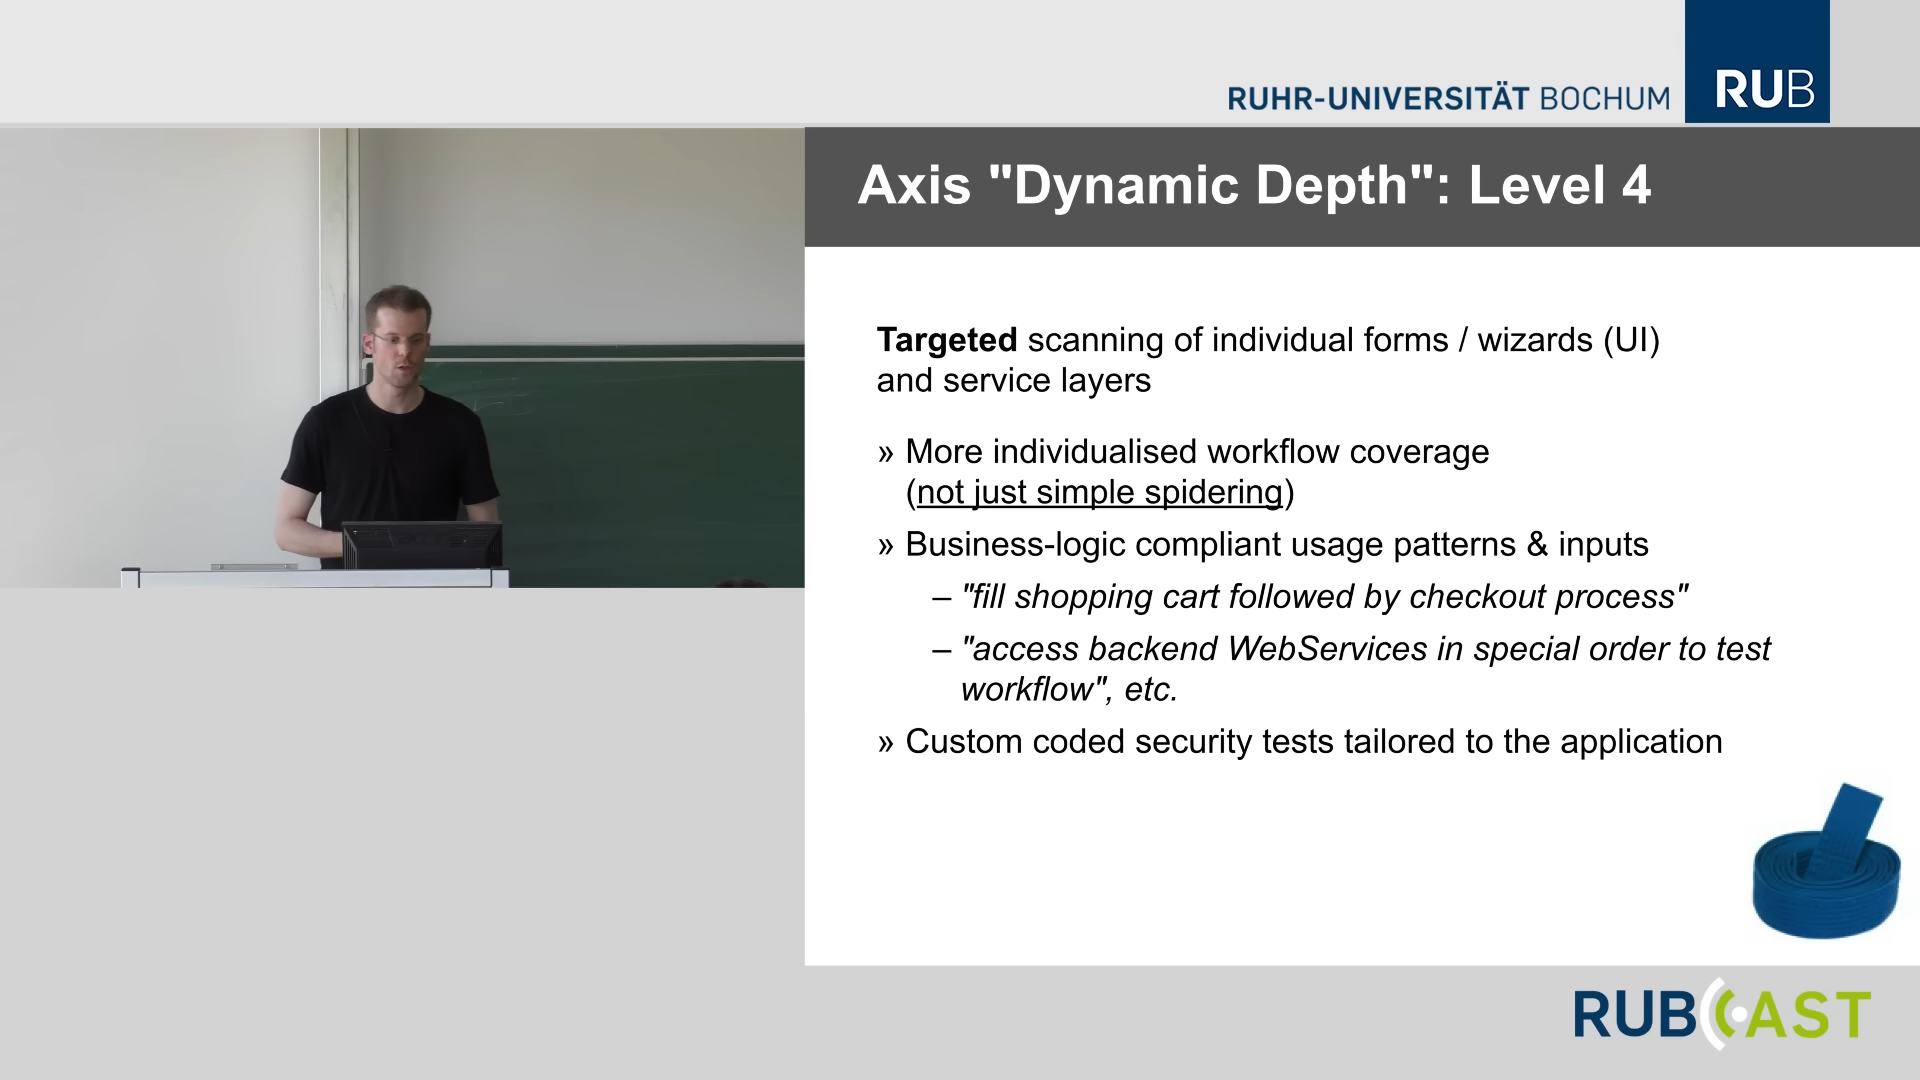 RUHR-UNIVERSITÄT BOCHUM
RUB
Axis "Dynamic Depth": Level 4
Targeted scanning of individual forms / wizards (UI)
and service layers
» More individualised workflow coverage
(not just simple spidering)
» Business-logic compliant usage patterns & inputs
– "fill shopping cart followed by checkout process"
– "access backend WebServices in special order to test
workflow", etc.
» Custom coded security tests tailored to the application
RUBCAST